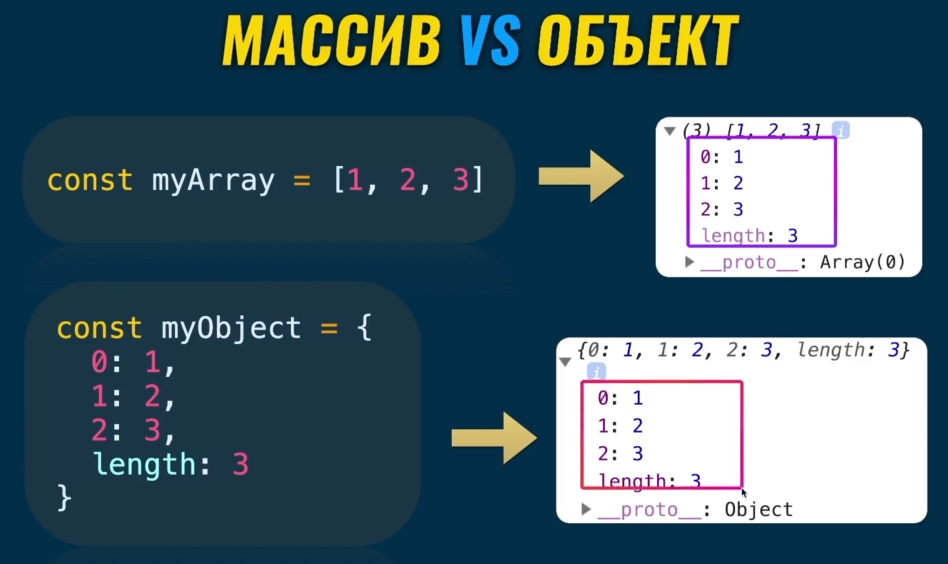 МАССИВ VS ОБЪЕКТ
const myArray = [1, 2, 3]
(3) [1, 2, 3] i
0: 1
1: 2
2: 3
length: 3
__proto__: Array(0)
const myObject = {
0: 1,
1: 2,
2: 3,
length: 3
}
{0: 1, 1: 2, 2: 3, length: 3}
i
0: 1
1: 2
2: 3
length: 3
__proto__: Object